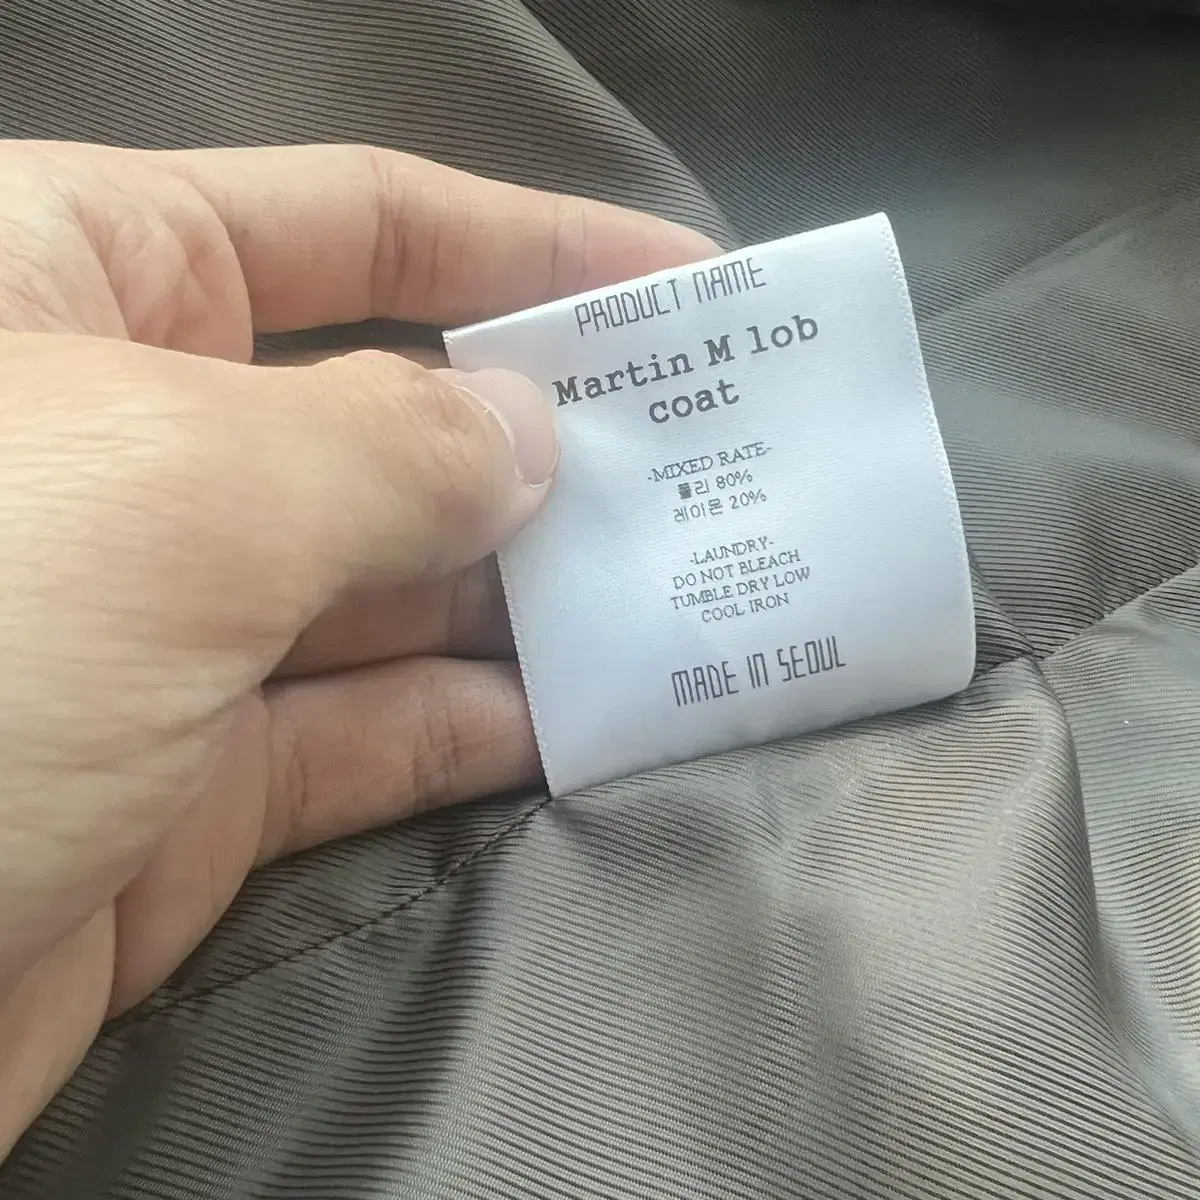 PRODUCT NAME
Martin M lob
coat
-MIXED RATE-
폴리 80%
레이온 20%
-LAUNDRY-
DO NOT BLEACH
TUMBLE DRY LOW
COOL IRON
MADE IN SEOUL